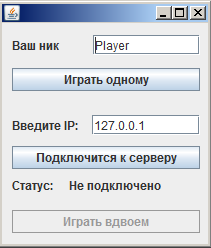 Ваш ник Player
Играть одному
Введите IP: 127.0.0.1
Подключится к серверу
Статус: Не подключено
Играть вдвоем